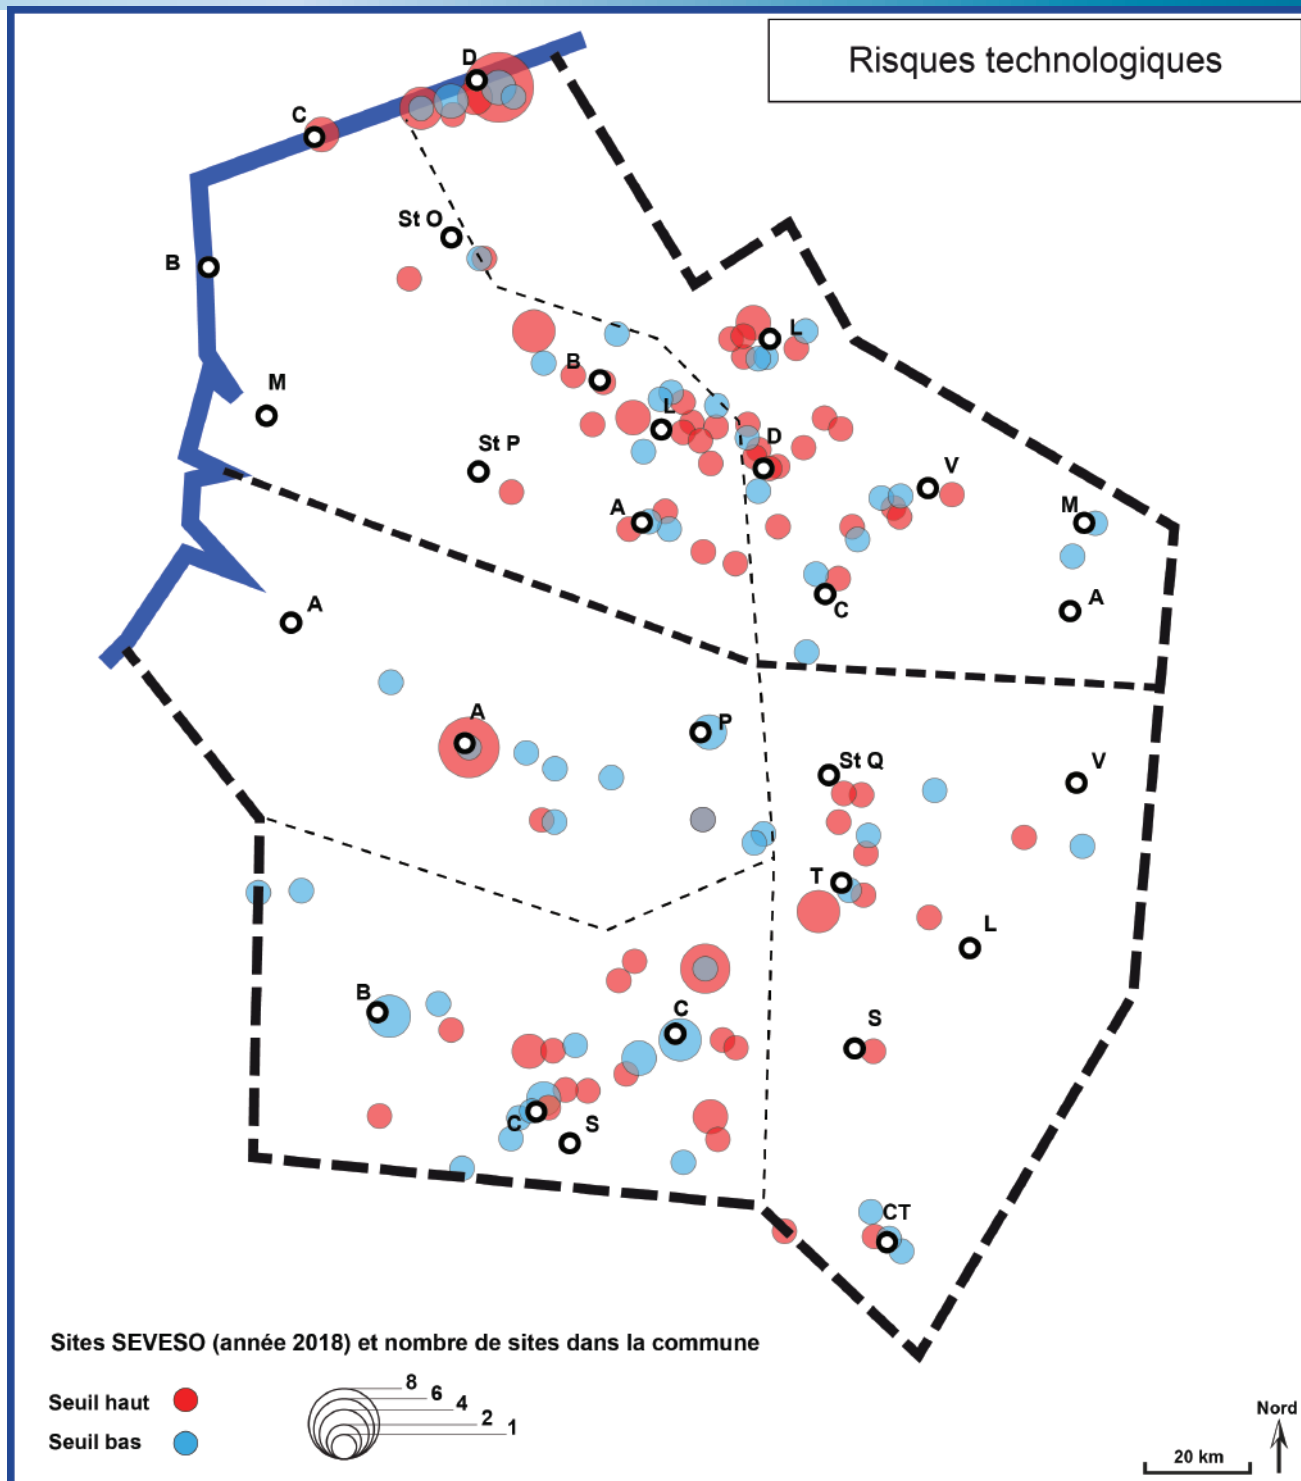 Risques technologiques
D
C
St O
B
L
B
M
L
St P
D
V
A
M
C
A
A
A
P
St Q
V
T
L
B
C
S
C
S
CT
Sites SEVESO (année 2018) et nombre de sites dans la commune
Seuil haut
Seuil bas
8
6
4
2
1
Nord
20 km